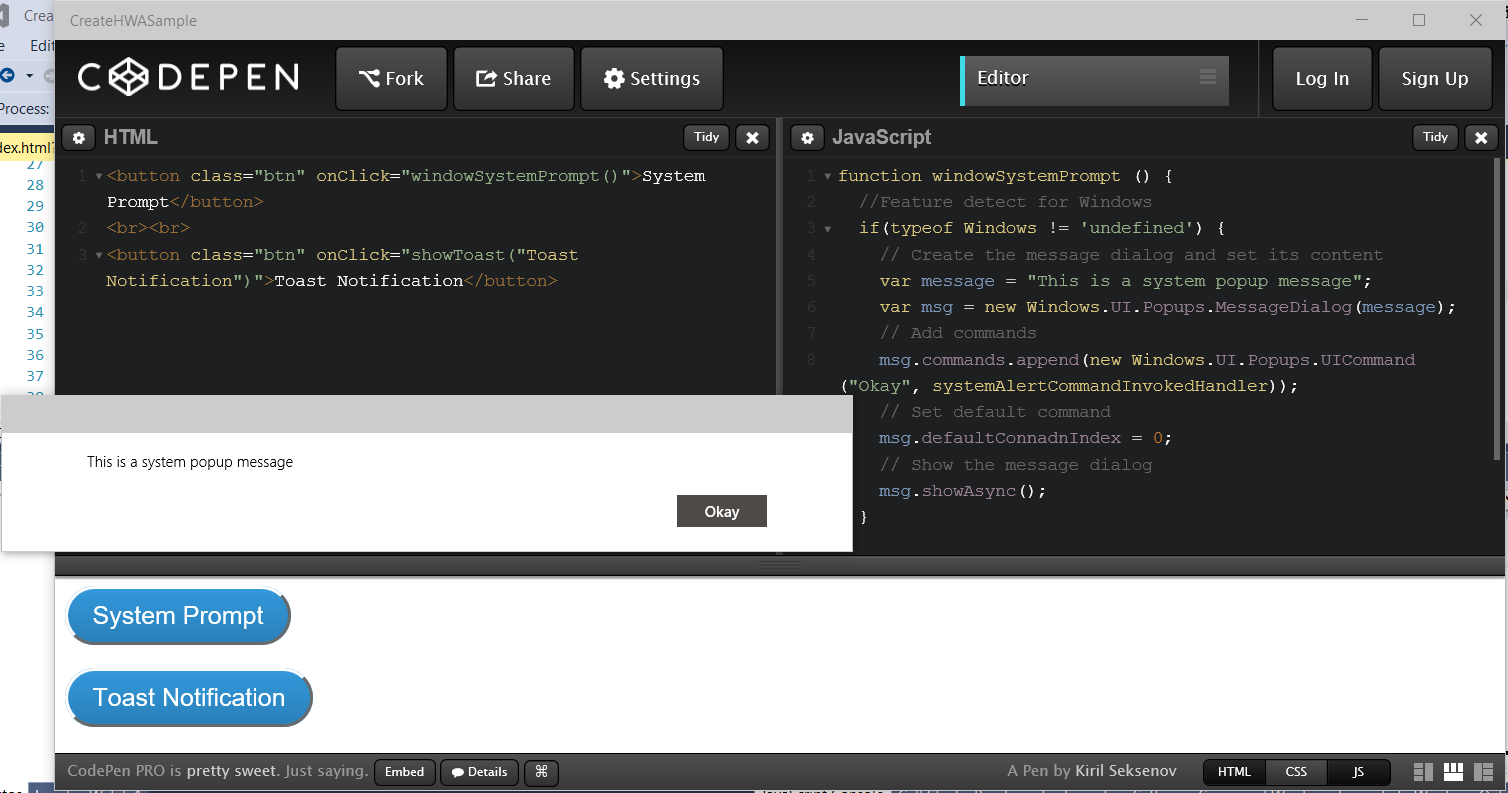 Crea
CreateHWASample
Edit
CODEPEN
Fork
Share
Settings
Editor
Log In
Sign Up
Process:
dex.html
27
28
29
30
31
32
33
34
35
36
37
38
HTML
Tidy
1 <button class="btn" onClick="windowSystemPrompt()">System
Prompt</button>
2 <br><br>
3 <button class="btn" onClick="showToast("Toast
Notification")">Toast Notification</button>
JavaScript
Tidy
1 function windowSystemPrompt () {
2 //Feature detect for Windows
3 if(typeof Windows != 'undefined') {
4 // Create the message dialog and set its content
5 var message = "This is a system popup message";
6 var msg = new Windows.UI.Popups.MessageDialog(message);
7 // Add commands
8 msg.commands.append(new Windows.UI.Popups.UICommand
("Okay", systemAlertCommandInvokedHandler));
// Set default command
msg.defaultConnadnIndex = 0;
// Show the message dialog
msg.showAsync();
}
This is a system popup message
Okay
System Prompt
Toast Notification
CodePen PRO is pretty sweet. Just saying.
Embed
Details
⌘
A Pen by Kiril Seksenov
HTML
CSS
JS